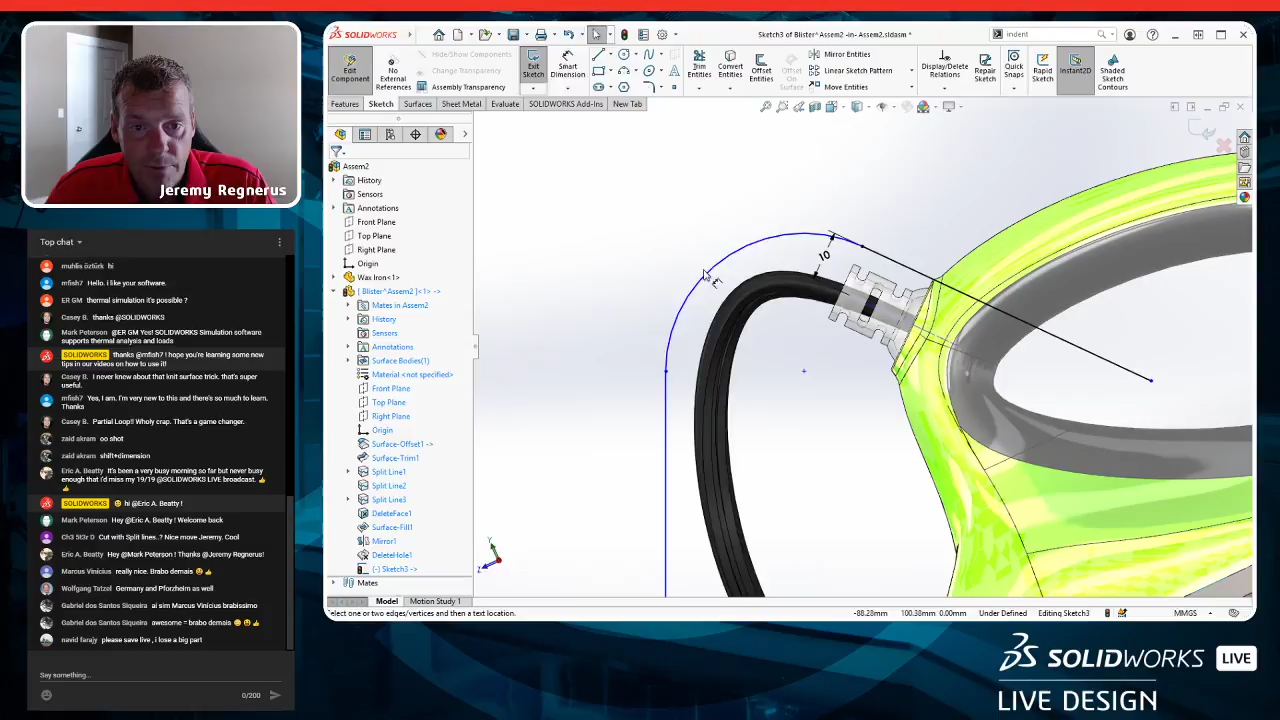 Jeremy Regnerus
SOLIDWORKS
Sketch3 of Blister^Assem2 -in- Assem2.sldasm *
indent
Edit Component
No External References
Hide/Show Components
Change Transparency
Assembly Transparency
Exit Sketch
Smart Dimension
Trim Entities
Convert Entities
Offset Entities
Offset On Surface
Mirror Entities
Linear Sketch Pattern
Move Entities
Display/Delete Relations
Repair Sketch
Quick Snaps
Rapid Sketch
Instant2D
Shaded Sketch Contours
Features Sketch Surfaces Sheet Metal Evaluate SOLIDWORKS Add-Ins New Tab
Assem2
History
Sensors
Annotations
Front Plane
Top Plane
Right Plane
Origin
Wax Iron<1>
[ Blister^Assem2 ]<1> ->
Mates in Assem2
History
Sensors
Annotations
Surface Bodies(1)
Material <not specified>
Front Plane
Top Plane
Right Plane
Origin
Surface-Offset1 ->
Surface-Trim1
Split Line1
Split Line2
Split Line3
DeleteFace1
Surface-Fill1
Mirror1
DeleteHole1
(-) Sketch3 ->
Mates
10
Y
Z
Model Motion Study 1
Select one or two edges/vertices and then a text location.
-88.28mm 100.38mm 0.00mm Under Defined Editing Sketch3 MMGS
Top chat
muhlis öztürk hi
mfish7 Hello. i like your software.
ER GM thermal simulation it's possible ?
Casey B. thanks @SOLIDWORKS
Mark Peterson @ER GM Yes! SOLIDWORKS Simulation software
supports thermal analysis and loads
SOLIDWORKS thanks @mfish7! I hope you're learning some new
tips in our videos on how to use it!!
Casey B. I never knew about that knit surface trick. that's super
useful.
mfish7 Yes, I am. I'm very new to this and there's so much to learn.
Thanks
Casey B. Partial Loop!! Wholy crap. That's a game changer.
zaid akram oo shot
zaid akram shift+dimension
Eric A. Beatty It's been a very busy morning so far but never busy
enough that i'd miss my 19/19 @SOLIDWORKS LIVE broadcast.
SOLIDWORKS hi @Eric A. Beatty !
Mark Peterson Hey @Eric A. Beatty ! Welcome back
Ch3 5t3r D Cut with Split lines..? Nice move Jeremy. Cool
Eric A. Beatty Hey @Mark Peterson ! Thanks @Jeremy Regnerus!
Marcus Vinícius really nice. Brabo demais
Wolfgang Tatzel Germany and Pforzheim as well
Gabriel dos Santos Siqueira ai sim Marcus Vinicius brabissimo
Gabriel dos Santos Siqueira awesome = brabo demais
navid farajy please save live , i lose a big part
Say something...
0/200
SOLIDWORKS LIVE
LIVE DESIGN